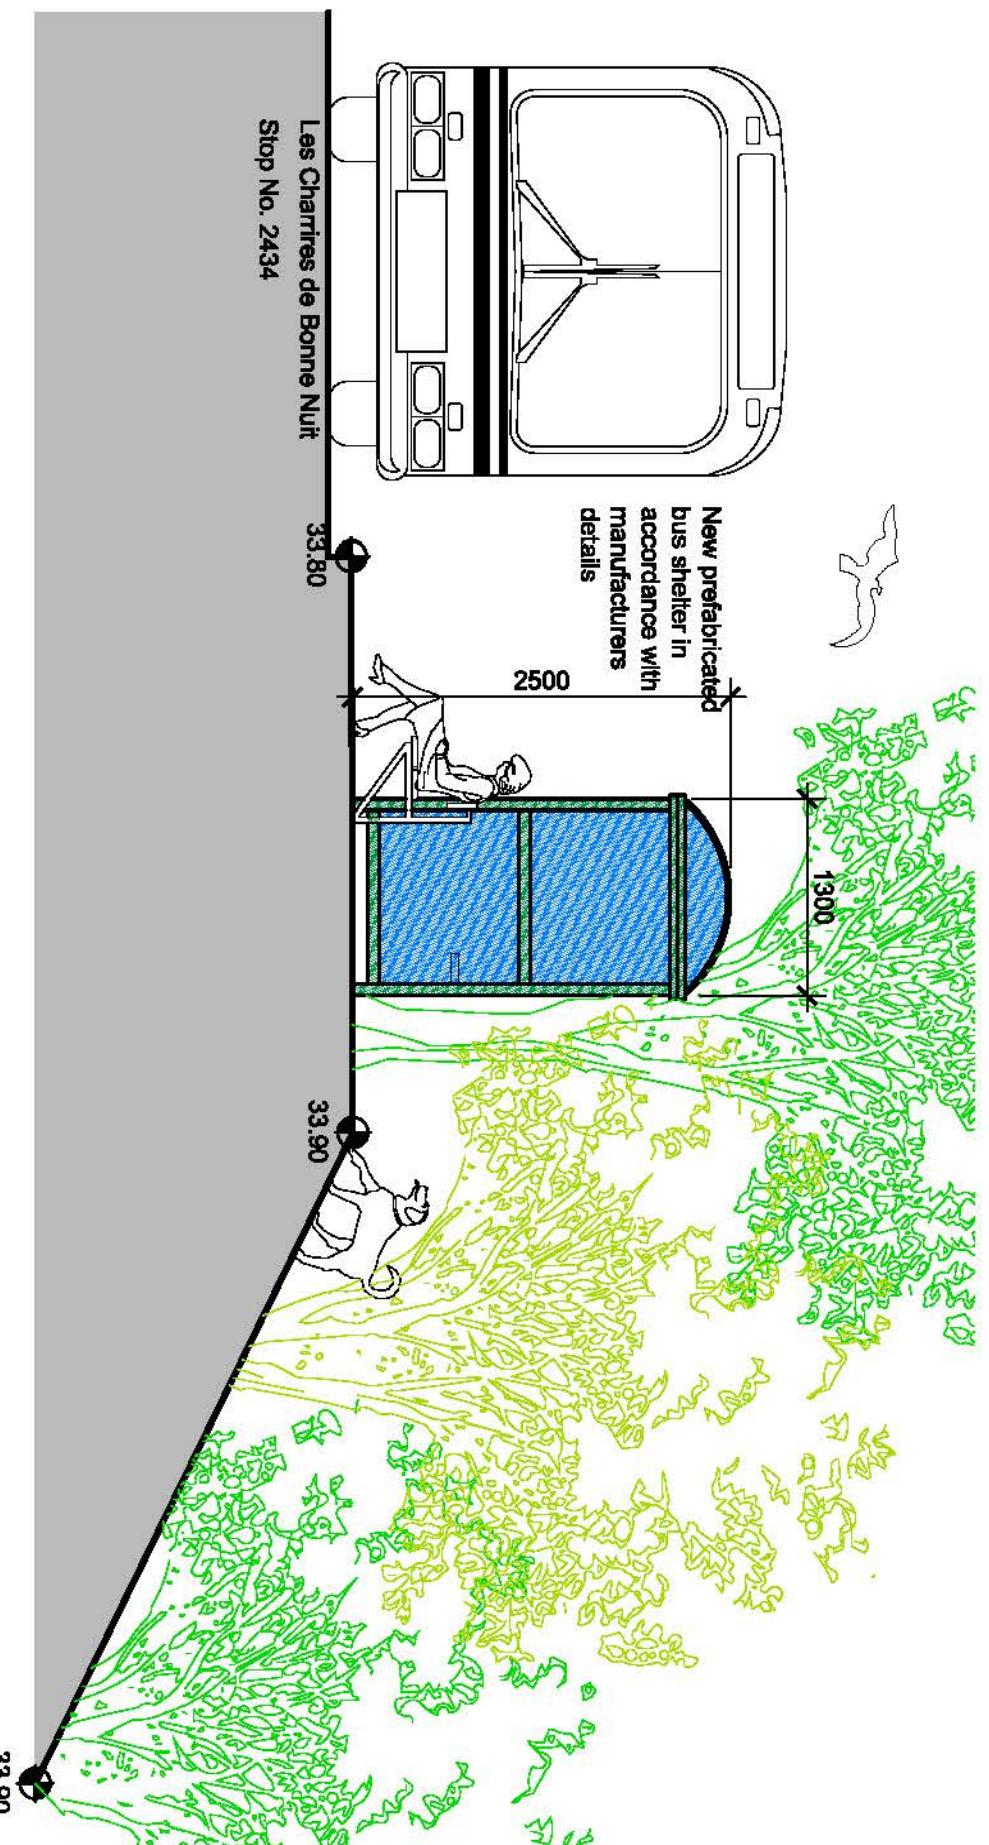 New prefabricated
bus shelter in
accordance with
manufacturers
details
1300
2500
33.80
33.90
Les Charrires de Bonne Nuit
Stop No. 2434